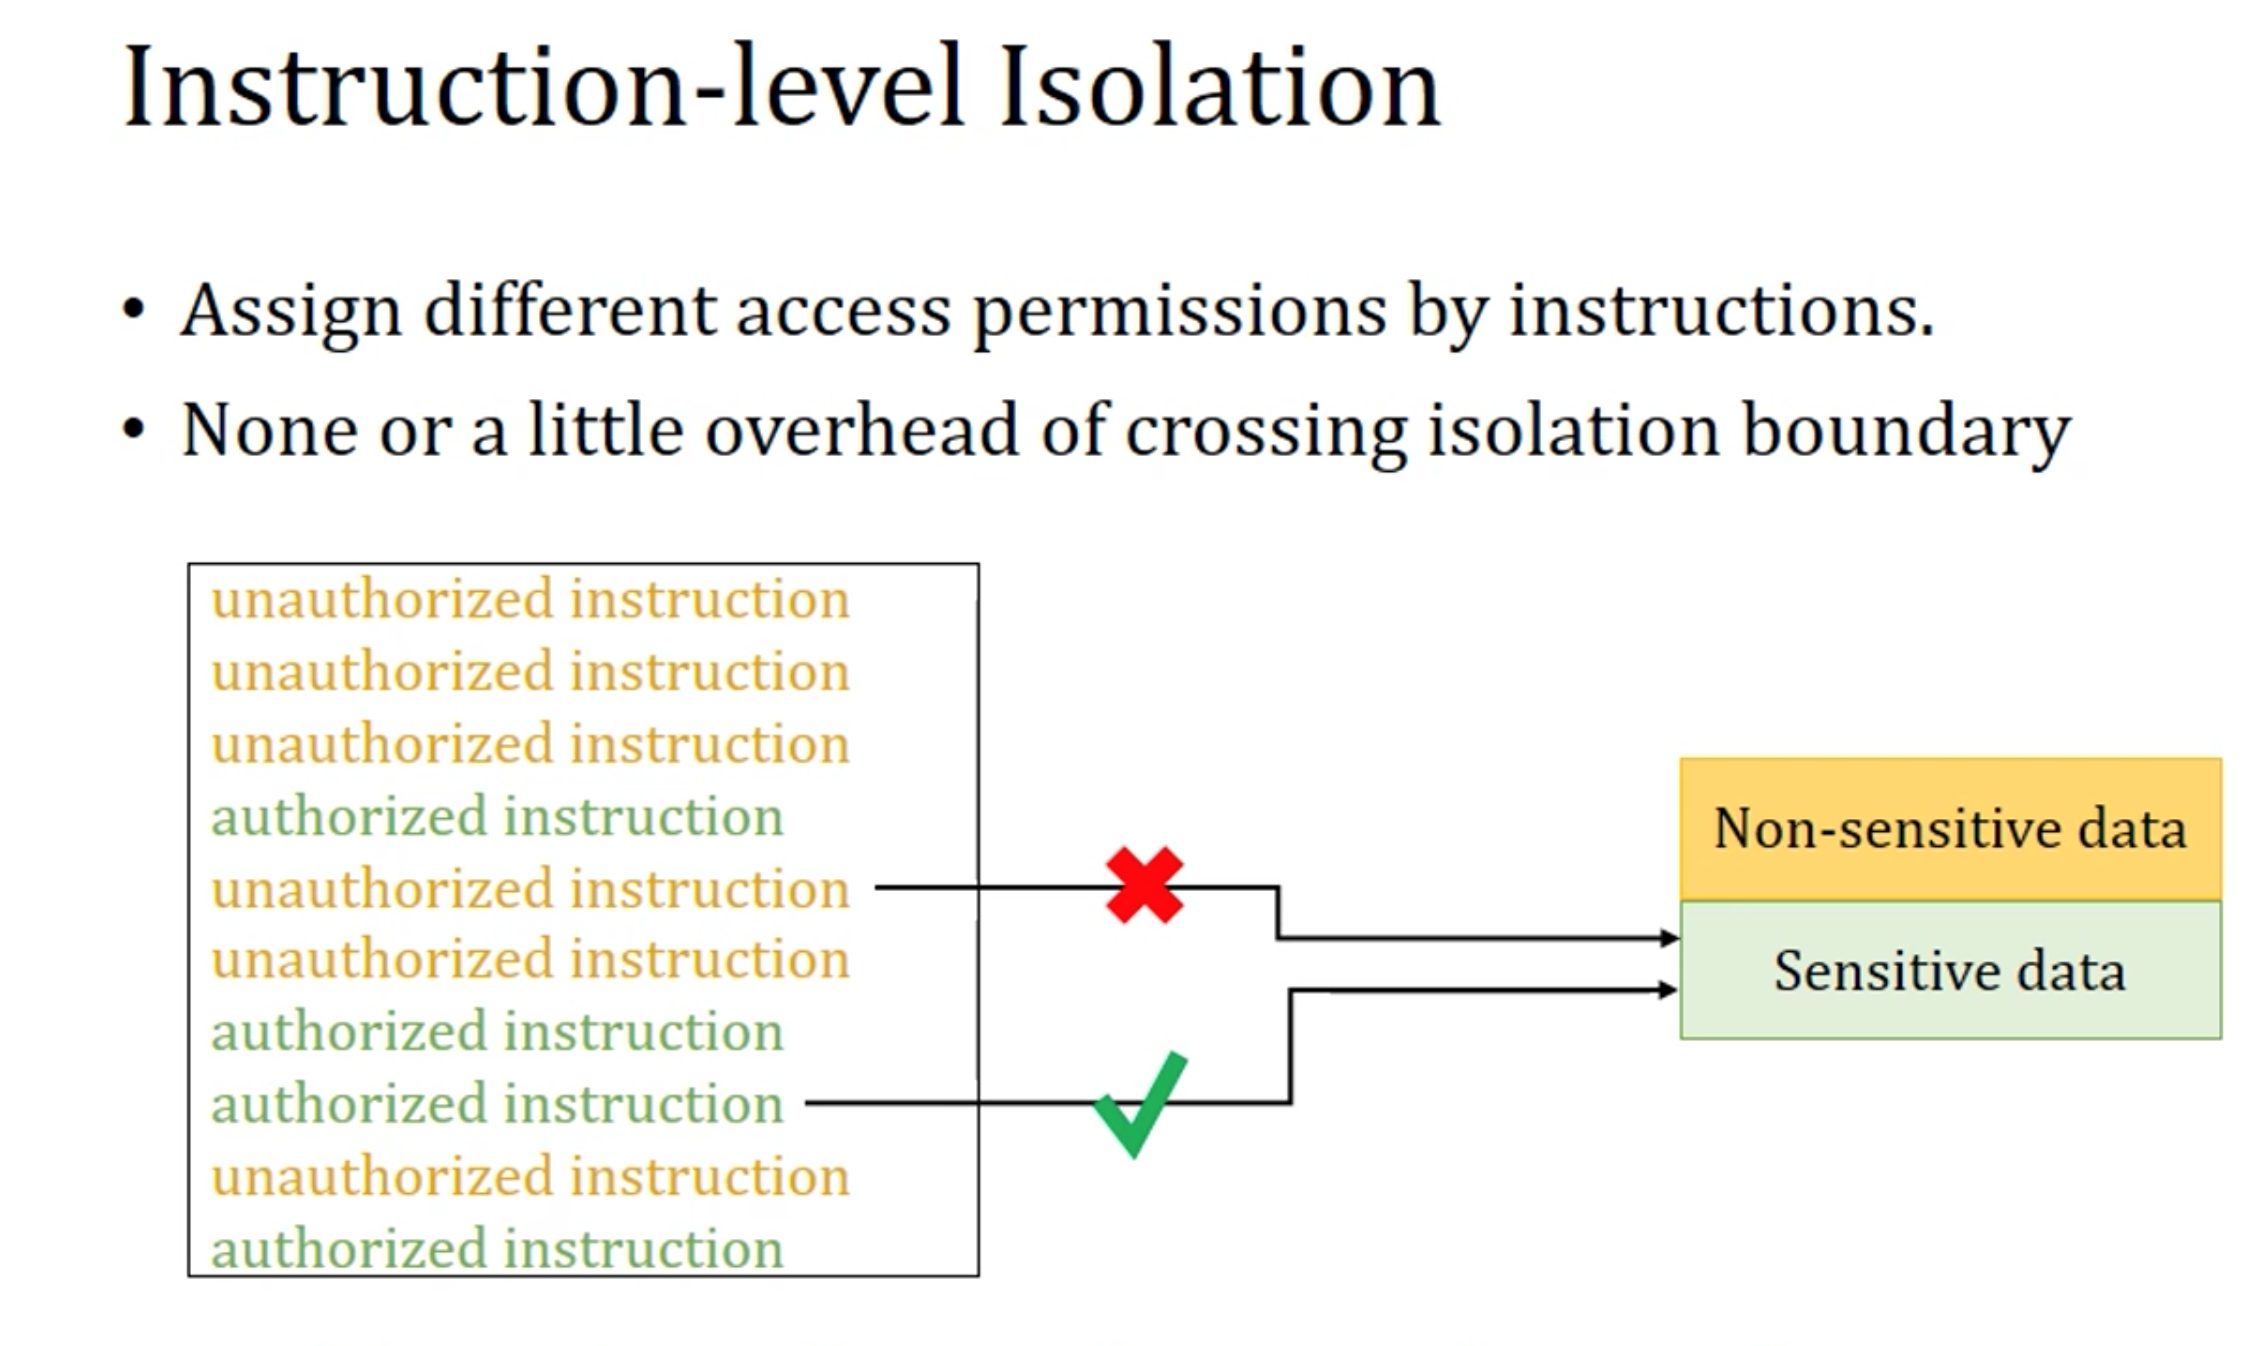 Instruction-level Isolation
• Assign different access permissions by instructions.
• None or a little overhead of crossing isolation boundary
unauthorized instruction
unauthorized instruction
unauthorized instruction
authorized instruction
unauthorized instruction
unauthorized instruction
authorized instruction
authorized instruction
unauthorized instruction
authorized instruction
Non-sensitive data
Sensitive data